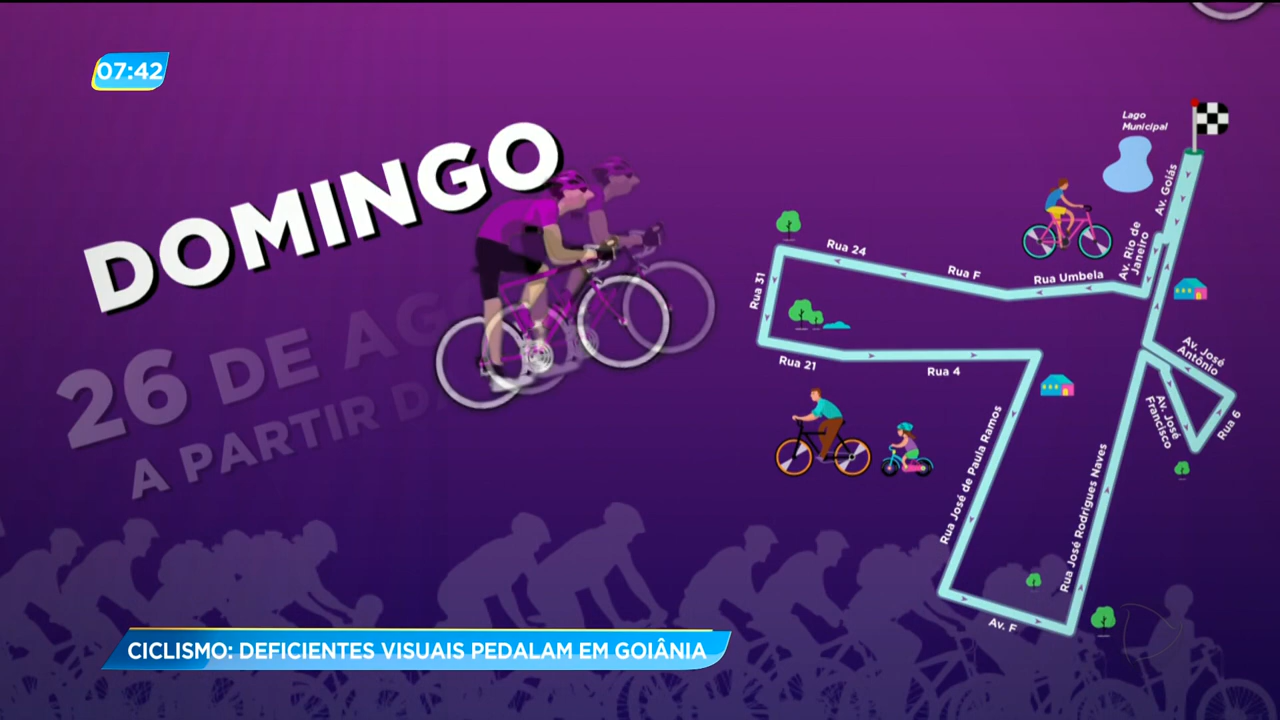 07:42
DOMINGO
26 DE AG
A PARTIR D
Lago
Municipal
Av. Goiás
Av. Rio de
Janeiro
Rua 24
Rua F
Rua Umbela
Rua 31
Rua 21
Rua 4
Av. José
Antônio
Av. José
Francisco
Rua 6
Rua José de Paula Ramos
Rua José Rodrigues Naves
Av. F
CICLISMO: DEFICIENTES VISUAIS PEDALAM EM GOIÂNIA